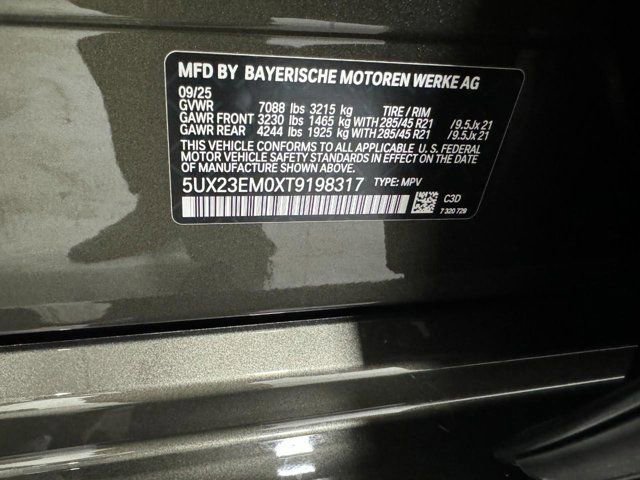 MFD BY BAYERISCHE MOTOREN WERKE AG
09/25
GVWR 7088 lbs 3215 kg TIRE / RIM
GAWR FRONT 3230 lbs 1465 kg WITH 285/45 R21 /9.5Jx21
GAWR REAR 4244 lbs 1925 kg WITH 285/45 R21 /9.5Jx21
THIS VEHICLE CONFORMS TO ALL APPLICABLE U. S. FEDERAL
MOTOR VEHICLE SAFETY STANDARDS IN EFFECT ON THE DATE
OF MANUFACTURE SHOWN ABOVE.
5UX23EM0XT9198317 TYPE: MPV
C3D
7 320 729